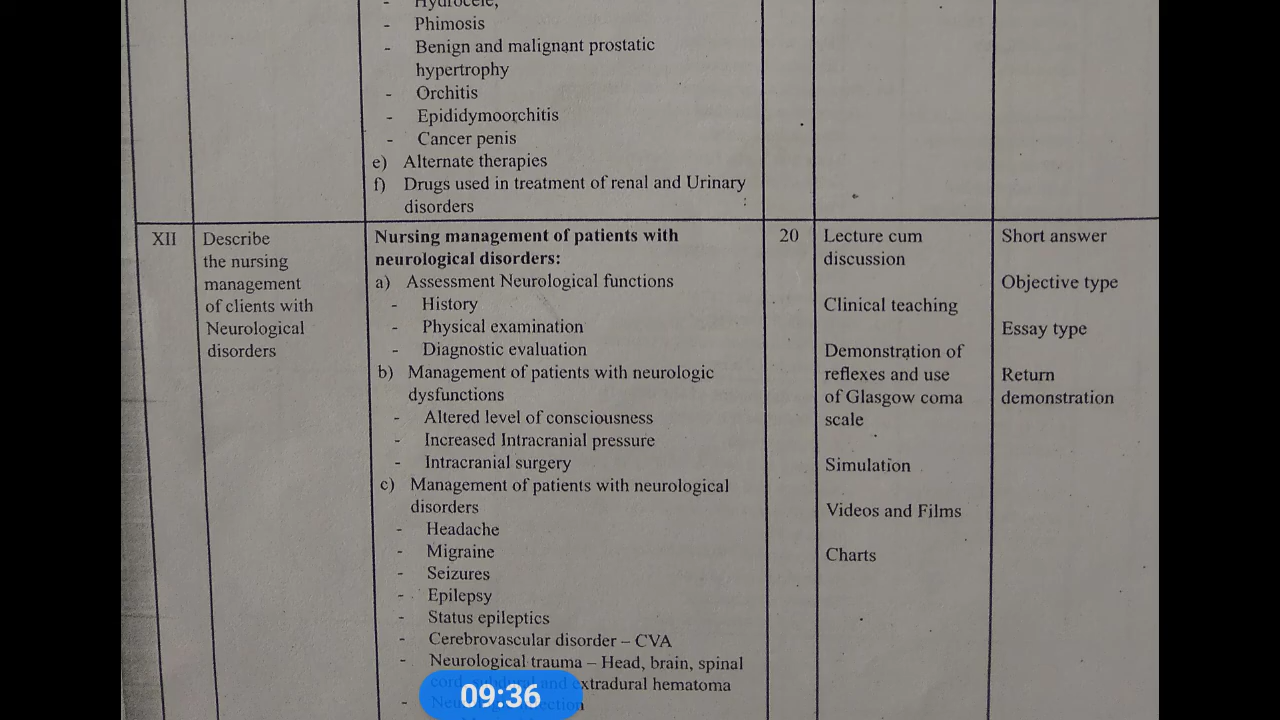 Hydrocele,
- Phimosis
- Benign and malignant prostatic
hypertrophy
- Orchitis
- Epididymoorchitis
- Cancer penis
e) Alternate therapies
f) Drugs used in treatment of renal and Urinary
disorders
XII
Describe
the nursing
management
of clients with
Neurological
disorders
Nursing management of patients with
neurological disorders:
a) Assessment Neurological functions
- History
- Physical examination
- Diagnostic evaluation
b) Management of patients with neurologic
dysfunctions
- Altered level of consciousness
- Increased Intracranial pressure
- Intracranial surgery
c) Management of patients with neurological
disorders
- Headache
- Migraine
- Seizures
- Epilepsy
- Status epileptics
- Cerebrovascular disorder – CVA
- Neurological trauma – Head, brain, spinal
cord, subdural and extradural hematoma
20
Lecture cum
discussion
Clinical teaching
Demonstration of
reflexes and use
of Glasgow coma
scale
Simulation
Videos and Films
Charts
Short answer
Objective type
Essay type
Return
demonstration
09:36